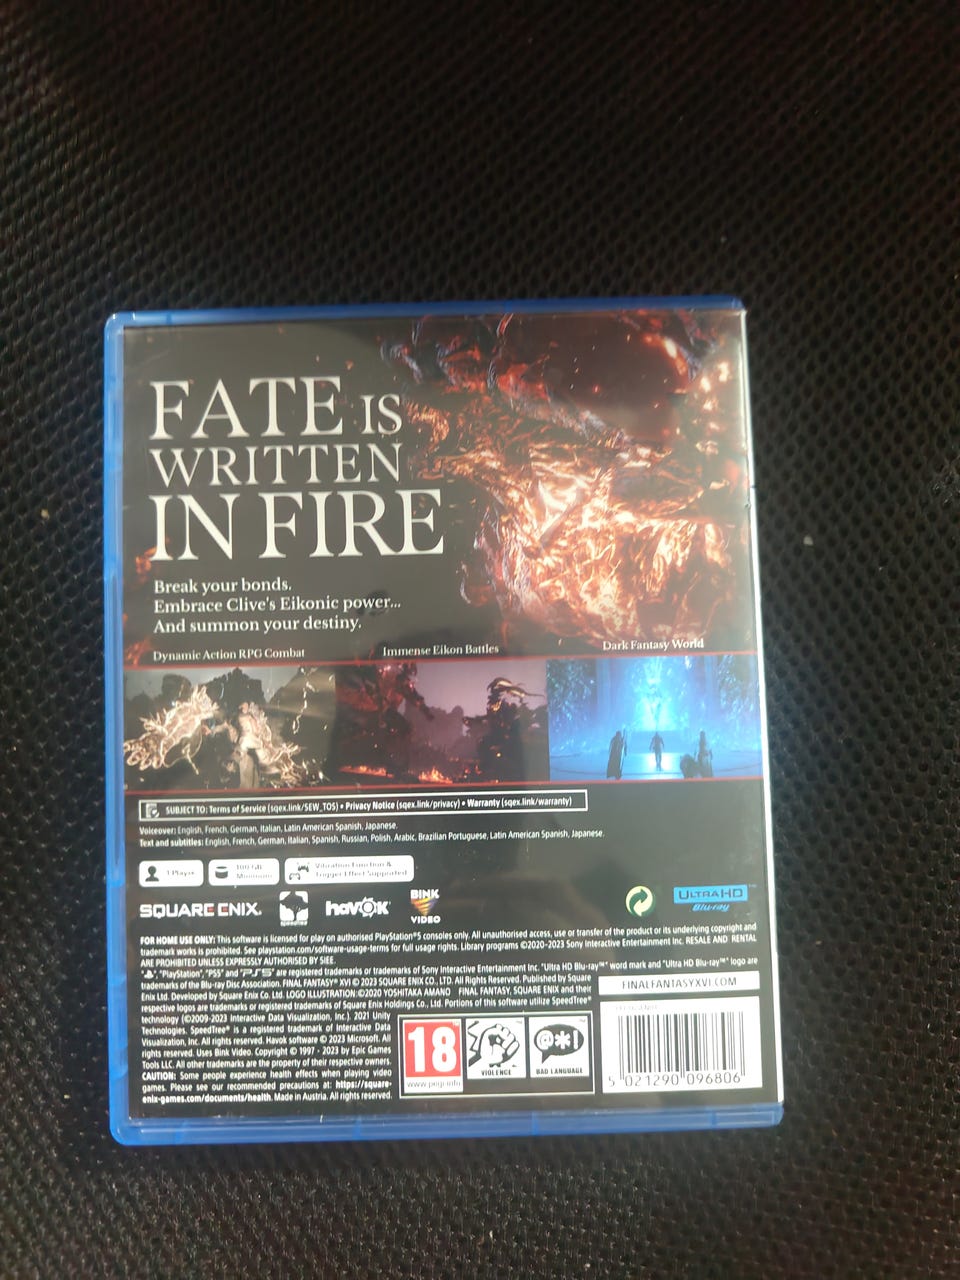 FATE IS
WRITTEN
IN FIRE
Break your bonds.
Embrace Clive's Eikonic power...
And summon your destiny.
Dynamic Action RPG Combat
Immense Eikon Battles
Dark Fantasy World
SUBJECT TO: Terms of Service (sqex.link/SEW_TOS) • Privacy Notice (sqex.link/privacy) • Warranty (sqex.link/warranty)
Voiceover: English, French, German, Italian, Latin American Spanish, Japanese.
Text and subtitles: English, French, German, Italian, Spanish, Russian, Polish, Arabic, Brazilian Portuguese, Latin American Spanish, Japanese.
1 Player
100 GB
Minimum
Vibration Function &
Trigger Effect Supported
SQUARE ENIX.
speedtree
havok
BINK
VIDEO
ULTRA HD
Blu-ray™
FOR HOME USE ONLY: This software is licensed for play on authorised PlayStation®5 consoles only. All unauthorised access, use or transfer of the product or its underlying copyright and
trademark works is prohibited. See playstation.com/software-usage-terms for full usage rights. Library programs ©2020-2023 Sony Interactive Entertainment Inc. RESALE AND RENTAL
ARE PROHIBITED UNLESS EXPRESSLY AUTHORISED BY SIEE.
"PlayStation", "PS5" and "PS5" are registered trademarks or trademarks of Sony Interactive Entertainment Inc. "Ultra HD Blu-ray™" word mark and "Ultra HD Blu-ray™" logo are
trademarks of the Blu-ray Disc Association. FINAL FANTASY® XVI © 2023 SQUARE ENIX CO., LTD. All Rights Reserved. Published by Square
Enix Ltd. Developed by Square Enix Co. Ltd. LOGO ILLUSTRATION:©2020 YOSHITAKA AMANO FINAL FANTASY, SQUARE ENIX and their
respective logos are trademarks or registered trademarks of Square Enix Holdings Co., Ltd. Portions of this software utilize SpeedTree®
technology (©2009-2023 Interactive Data Visualization, Inc.) 2021 Unity
Technologies. SpeedTree® is a registered trademark of Interactive Data
Visualization, Inc. All rights reserved. Havok software © 2023 Microsoft. All
rights reserved. Uses Bink Video. Copyright © 1997 - 2023 by Epic Games
Tools LLC. All other trademarks are the property of their respective owners.
CAUTION: Some people experience health effects when playing video
games. Please see our recommended precautions at: https://square-
enix-games.com/documents/health. Made in Austria. All rights reserved.
FINALFANTASYXVI.COM
18
www.pegi.info
VIOLENCE
@*!
BAD LANGUAGE
5 021290 096806